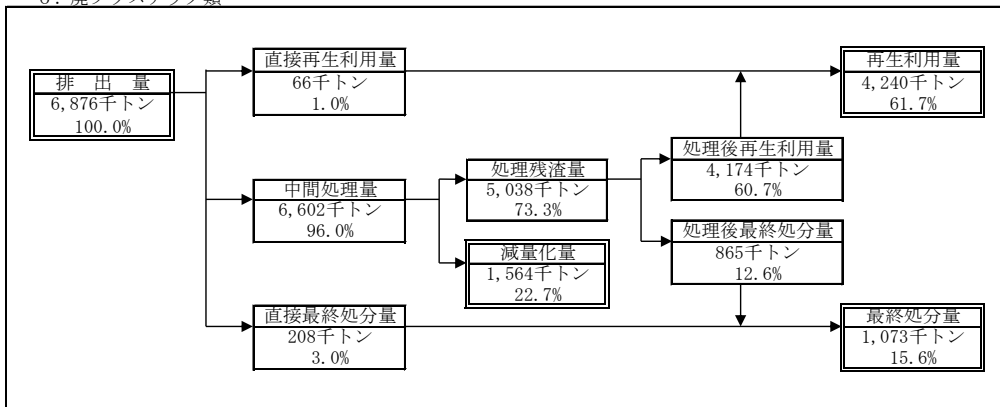 排 出 量
6,876千トン
100.0%
直接再生利用量
66千トン
1.0%
再生利用量
4,240千トン
61.7%
中間処理量
6,602千トン
96.0%
処理残渣量
5,038千トン
73.3%
処理後再生利用量
4,174千トン
60.7%
減量化量
1,564千トン
22.7%
処理後最終処分量
865千トン
12.6%
直接最終処分量
208千トン
3.0%
最終処分量
1,073千トン
15.6%